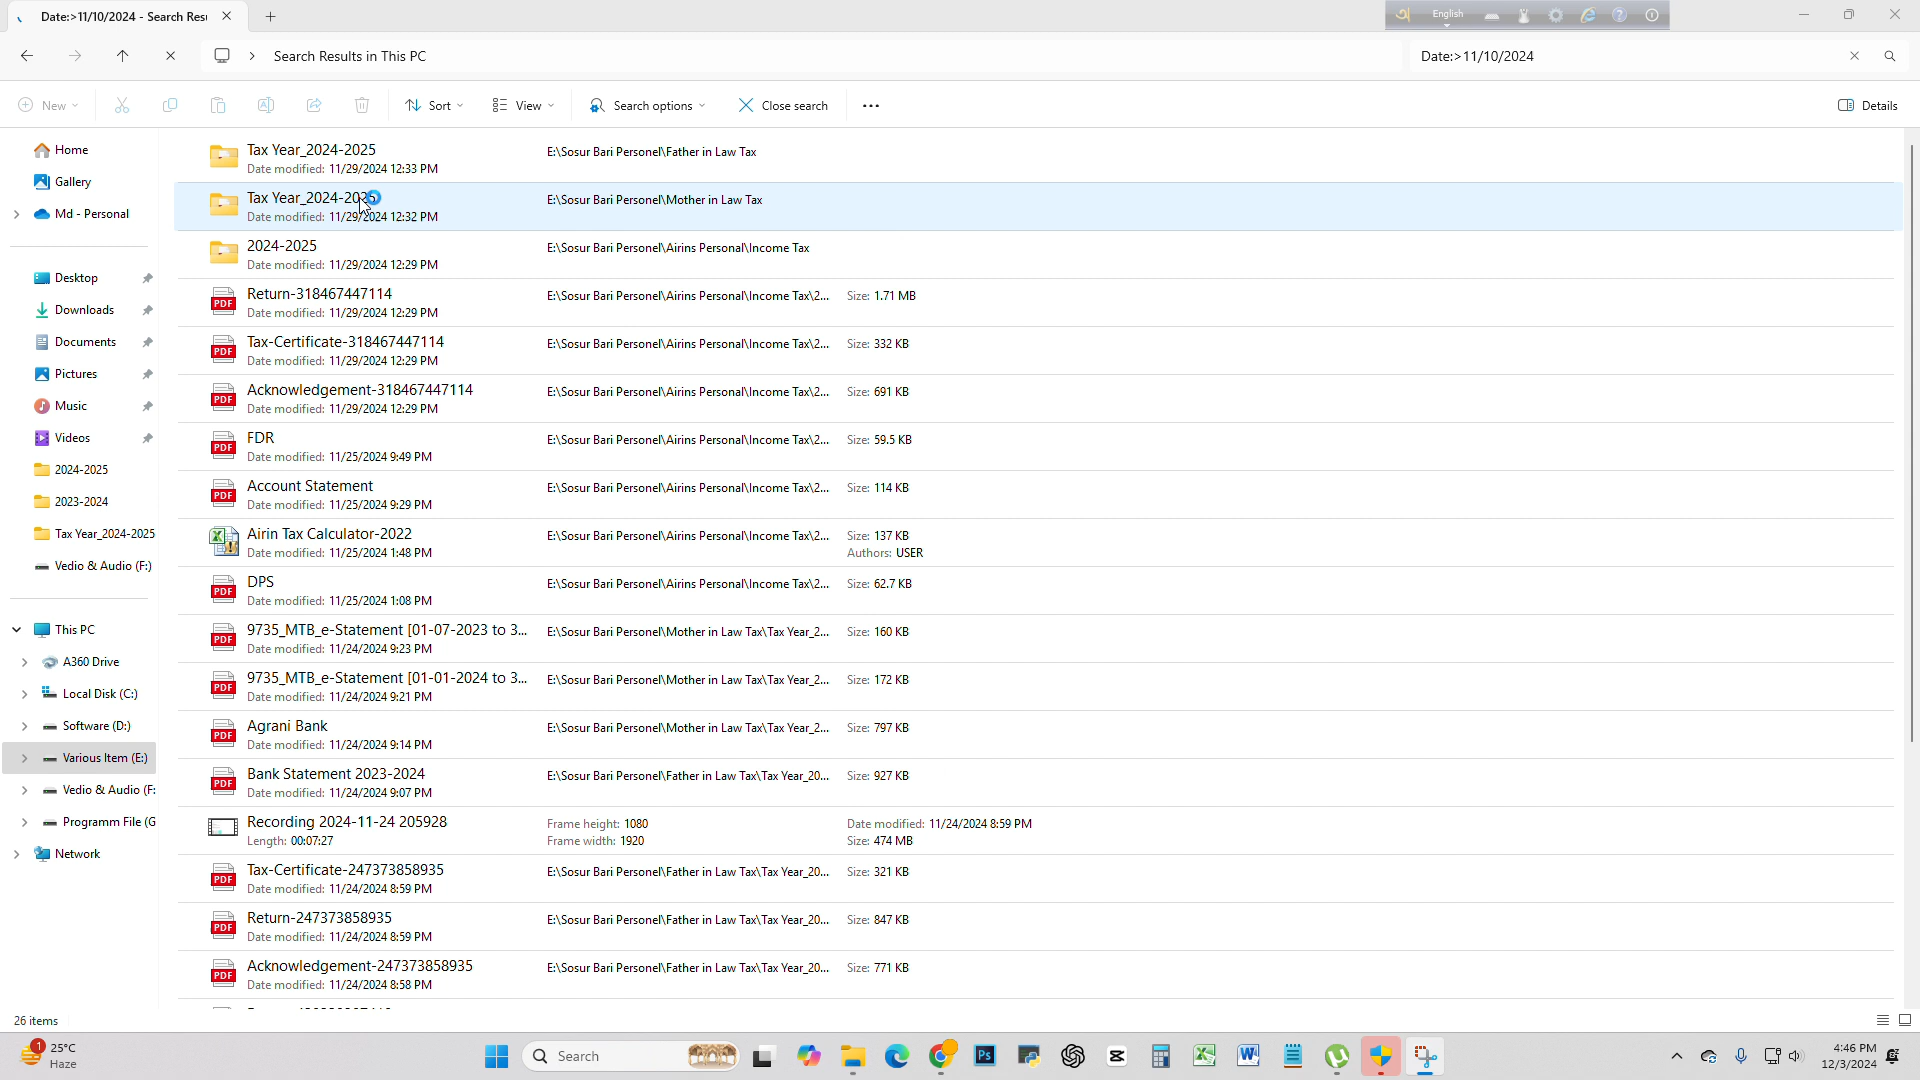 Date:>11/10/2024 - Search Resu
English
Search Results in This PC
Date:>11/10/2024
New
Sort
View
Search options
Close search
Details
Home
Gallery
Md - Personal
Desktop
Downloads
Documents
Pictures
Music
Videos
2024-2025
2023-2024
Tax Year_2024-2025
Vedio & Audio (F:)
This PC
A360 Drive
Local Disk (C:)
Software (D:)
Various Item (E:)
Vedio & Audio (F:
Programm File (G
Network
Tax Year_2024-2025 E:\Sosur Bari Personel\Father in Law Tax
Date modified: 11/29/2024 12:33 PM
Tax Year_2024-2025 E:\Sosur Bari Personel\Mother in Law Tax
Date modified: 11/29/2024 12:32 PM
2024-2025 E:\Sosur Bari Personel\Airins Personal\Income Tax
Date modified: 11/29/2024 12:29 PM
Return-318467447114 E:\Sosur Bari Personel\Airins Personal\Income Tax\2... Size: 1.71 MB
PDF Date modified: 11/29/2024 12:29 PM
Tax-Certificate-318467447114 E:\Sosur Bari Personel\Airins Personal\Income Tax\2... Size: 332 KB
PDF Date modified: 11/29/2024 12:29 PM
Acknowledgement-318467447114 E:\Sosur Bari Personel\Airins Personal\Income Tax\2... Size: 691 KB
PDF Date modified: 11/29/2024 12:29 PM
FDR E:\Sosur Bari Personel\Airins Personal\Income Tax\2... Size: 59.5 KB
PDF Date modified: 11/25/2024 9:49 PM
Account Statement E:\Sosur Bari Personel\Airins Personal\Income Tax\2... Size: 114 KB
PDF Date modified: 11/25/2024 9:29 PM
Airin Tax Calculator-2022 E:\Sosur Bari Personel\Airins Personal\Income Tax\2... Size: 137 KB
Date modified: 11/25/2024 1:48 PM Authors: USER
DPS E:\Sosur Bari Personel\Airins Personal\Income Tax\2... Size: 62.7 KB
PDF Date modified: 11/25/2024 1:08 PM
9735_MTB_e-Statement [01-07-2023 to 3... E:\Sosur Bari Personel\Mother in Law Tax\Tax Year_2... Size: 160 KB
PDF Date modified: 11/24/2024 9:23 PM
9735_MTB_e-Statement [01-01-2024 to 3... E:\Sosur Bari Personel\Mother in Law Tax\Tax Year_2... Size: 172 KB
PDF Date modified: 11/24/2024 9:21 PM
Agrani Bank E:\Sosur Bari Personel\Mother in Law Tax\Tax Year_2... Size: 797 KB
PDF Date modified: 11/24/2024 9:14 PM
Bank Statement 2023-2024 E:\Sosur Bari Personel\Father in Law Tax\Tax Year_20... Size: 927 KB
PDF Date modified: 11/24/2024 9:07 PM
Recording 2024-11-24 205928 Frame height: 1080 Date modified: 11/24/2024 8:59 PM
Length: 00:07:27 Frame width: 1920 Size: 474 MB
Tax-Certificate-247373858935 E:\Sosur Bari Personel\Father in Law Tax\Tax Year_20... Size: 321 KB
PDF Date modified: 11/24/2024 8:59 PM
Return-247373858935 E:\Sosur Bari Personel\Father in Law Tax\Tax Year_20... Size: 847 KB
PDF Date modified: 11/24/2024 8:59 PM
Acknowledgement-247373858935 E:\Sosur Bari Personel\Father in Law Tax\Tax Year_20... Size: 771 KB
PDF Date modified: 11/24/2024 8:58 PM
26 items
1 25°C
Haze
Search
Ps
4:46 PM
12/3/2024